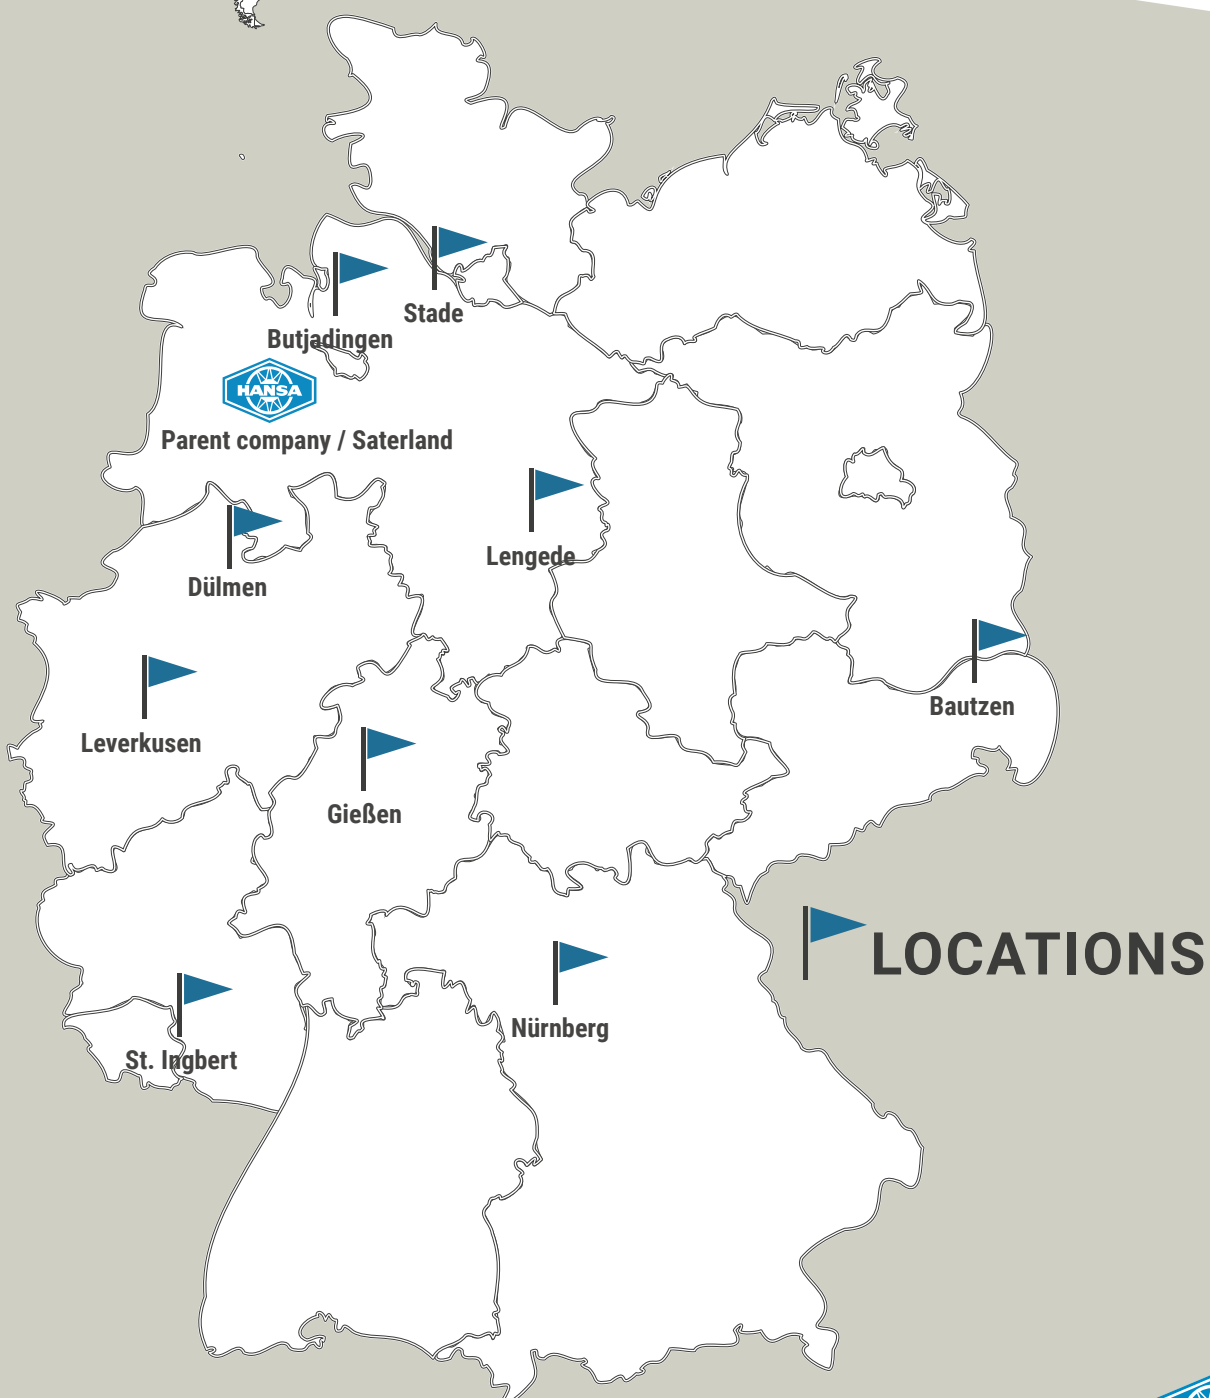 Stade
Butjadingen
HANSA
Parent company / Saterland
Lengede
Dülmen
Bautzen
Leverkusen
Gießen
LOCATIONS
Nürnberg
St. Ingbert